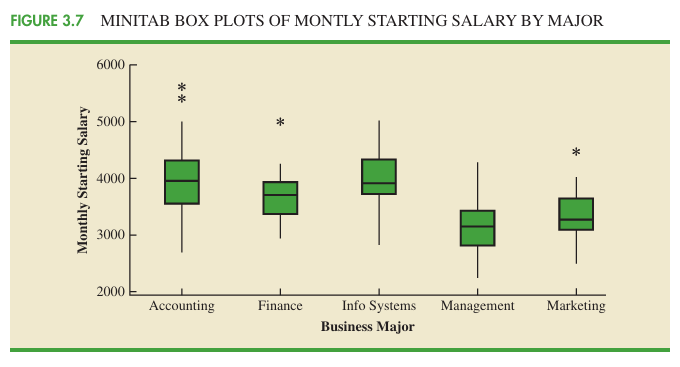 FIGURE 3.7 MINITAB BOX PLOTS OF MONTLY STARTING SALARY BY MAJOR
6000
5000
4000
3000
2000
Monthly Starting Salary
*
*
*
*
Accounting Finance Info Systems Management Marketing
Business Major